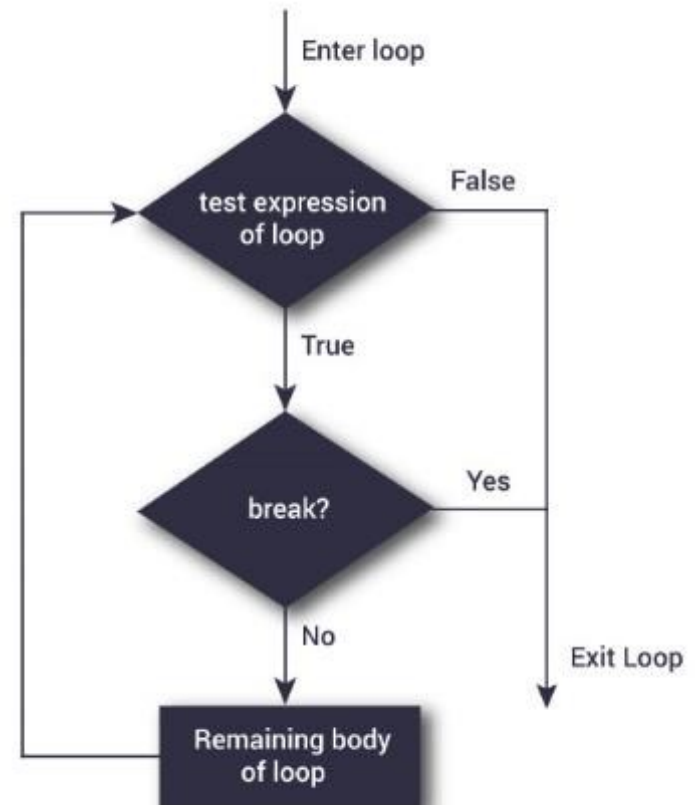 Enter loop
test expression
of loop
False
True
break?
Yes
No
Exit Loop
Remaining body
of loop